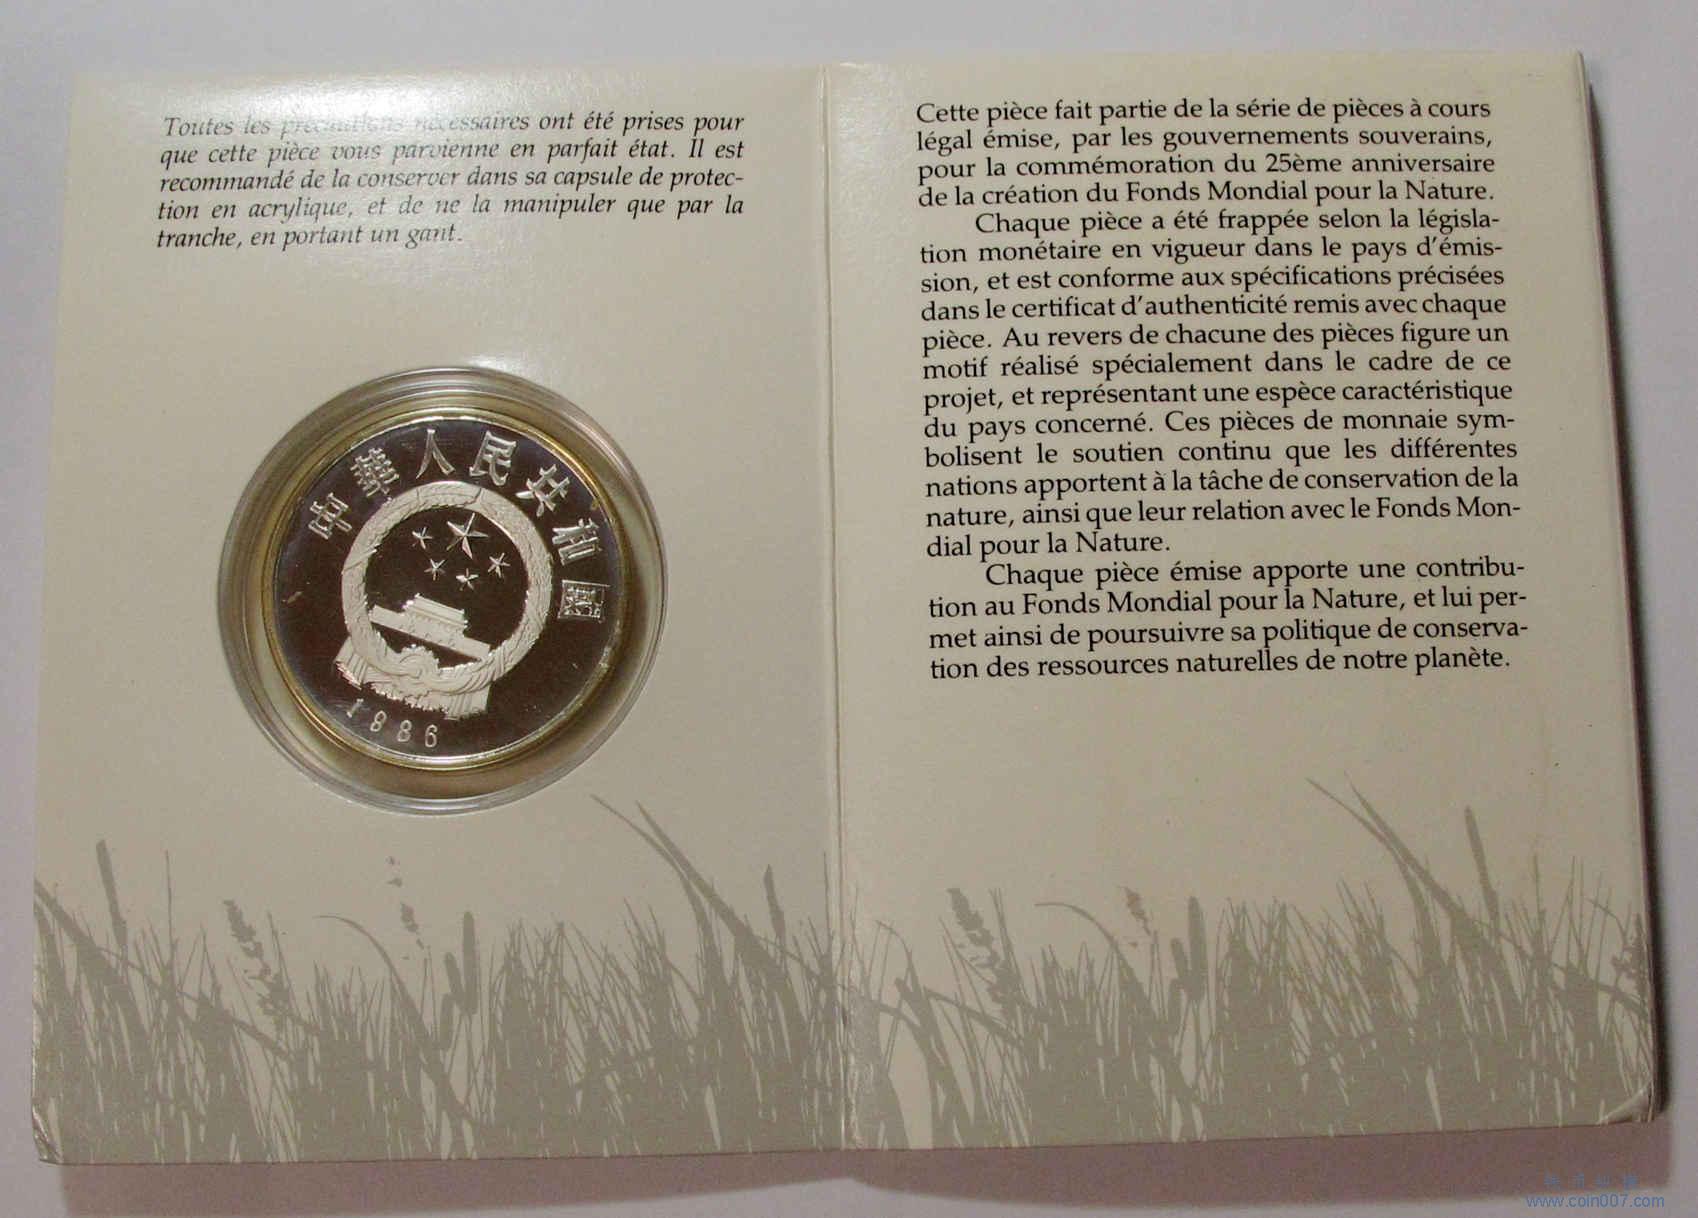 Toutes les précautions nécessaires ont été prises pour
que cette pièce vous parvienne en parfait état. Il est
recommandé de la conserver dans sa capsule de protec-
tion en acrylique, et de ne la manipuler que par la
tranche, en portant un gant.
中華人民共和國
1986
Cette pièce fait partie de la série de pièces à cours
légal émise, par les gouvernements souverains,
pour la commémoration du 25ème anniversaire
de la création du Fonds Mondial pour la Nature.
Chaque pièce a été frappée selon la législa-
tion monétaire en vigueur dans le pays d'émis-
sion, et est conforme aux spécifications précisées
dans le certificat d'authenticité remis avec chaque
pièce. Au revers de chacune des pièces figure un
motif réalisé spécialement dans le cadre de ce
projet, et représentant une espèce caractéristique
du pays concerné. Ces pièces de monnaie sym-
bolisent le soutien continu que les différentes
nations apportent à la tâche de conservation de la
nature, ainsi que leur relation avec le Fonds Mon-
dial pour la Nature.
Chaque pièce émise apporte une contribu-
tion au Fonds Mondial pour la Nature, et lui per-
met ainsi de poursuivre sa politique de conserva-
tion des ressources naturelles de notre planète.
www.coin007.com